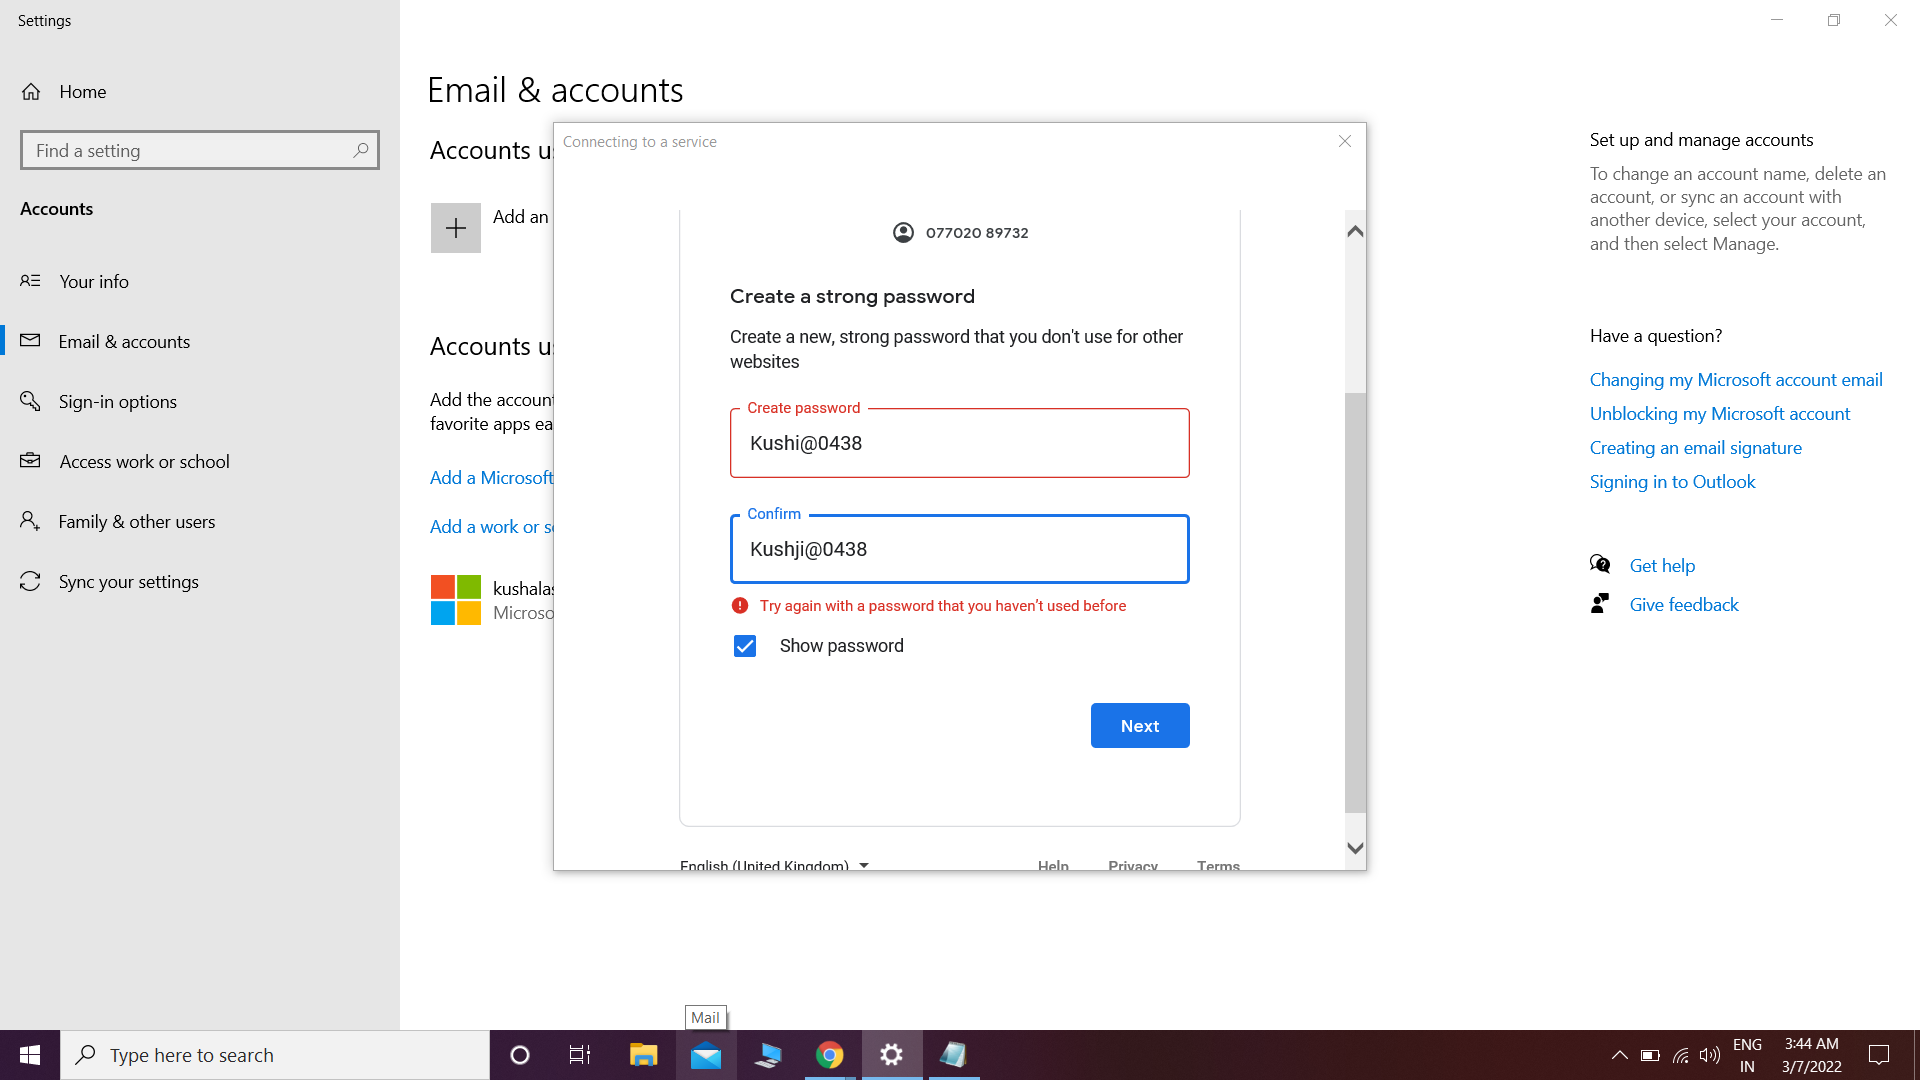 Settings
Home
Find a setting
Accounts
Your info
Email & accounts
Sign-in options
Access work or school
Family & other users
Sync your settings
Email & accounts
Accounts us
Add an
Accounts us
Add the account
favorite apps ea
Add a Microsoft
Add a work or s
kushalas
Microso
Connecting to a service
077020 89732
Create a strong password
Create a new, strong password that you don't use for other
websites
Create password
Kushi@0438
Confirm
Kushji@0438
Try again with a password that you haven’t used before
Show password
Next
English (United Kingdom)
Help
Privacy
Terms
Set up and manage accounts
To change an account name, delete an
account, or sync an account with
another device, select your account,
and then select Manage.
Have a question?
Changing my Microsoft account email
Unblocking my Microsoft account
Creating an email signature
Signing in to Outlook
Get help
Give feedback
Mail
Type here to search
ENG
IN
3:44 AM
3/7/2022